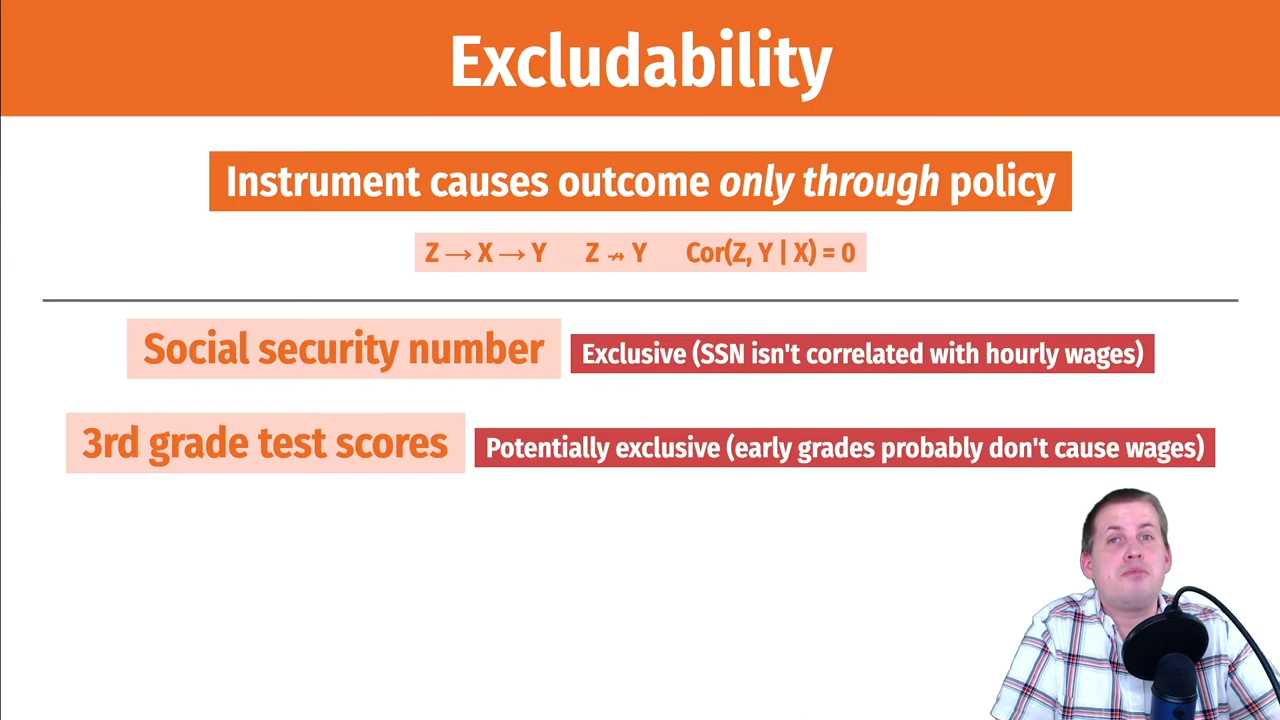 Excludability
Instrument causes outcome only through policy
Z → X → Y Z ↛ Y Cor(Z, Y | X) = 0
Social security number Exclusive (SSN isn't correlated with hourly wages)
3rd grade test scores Potentially exclusive (early grades probably don't cause wages)